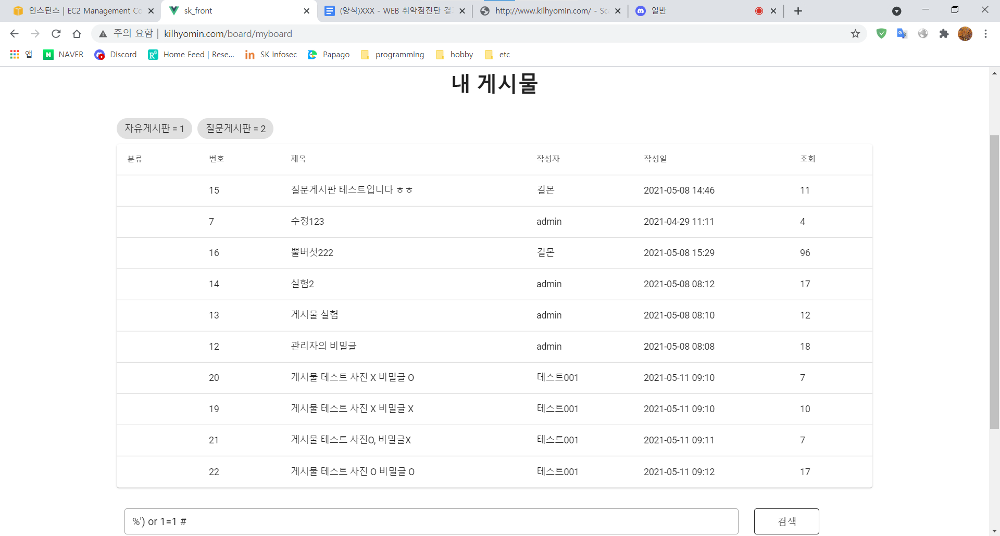 인스턴스 | EC2 Management Co
sk_front
(양식)XXX - WEB 취약점진단 결
http://www.kilhyomin.com/ - Sc
일반
주의 요함 | kilhyomin.com/board/myboard
앱 NAVER Discord Home Feed | Rese... SK infosec Papago programming hobby etc
내 게시물
자유게시판 = 1 질문게시판 = 2
분류 번호 제목 작성자 작성일 조회
15 질문게시판 테스트입니다 ㅎㅎ 길몬 2021-05-08 14:46 11
7 수정123 admin 2021-04-29 11:11 4
16 뿔버섯222 길몬 2021-05-08 15:29 96
14 실험2 admin 2021-05-08 08:12 17
13 게시물 실험 admin 2021-05-08 08:10 12
12 관리자의 비밀글 admin 2021-05-08 08:08 18
20 게시물 테스트 사진 X 비밀글 O 테스트001 2021-05-11 09:10 7
19 게시물 테스트 사진 X 비밀글 X 테스트001 2021-05-11 09:10 10
21 게시물 테스트 사진O, 비밀글X 테스트001 2021-05-11 09:11 7
22 게시물 테스트 사진 O 비밀글 O 테스트001 2021-05-11 09:12 17
%') or 1=1 #
검색